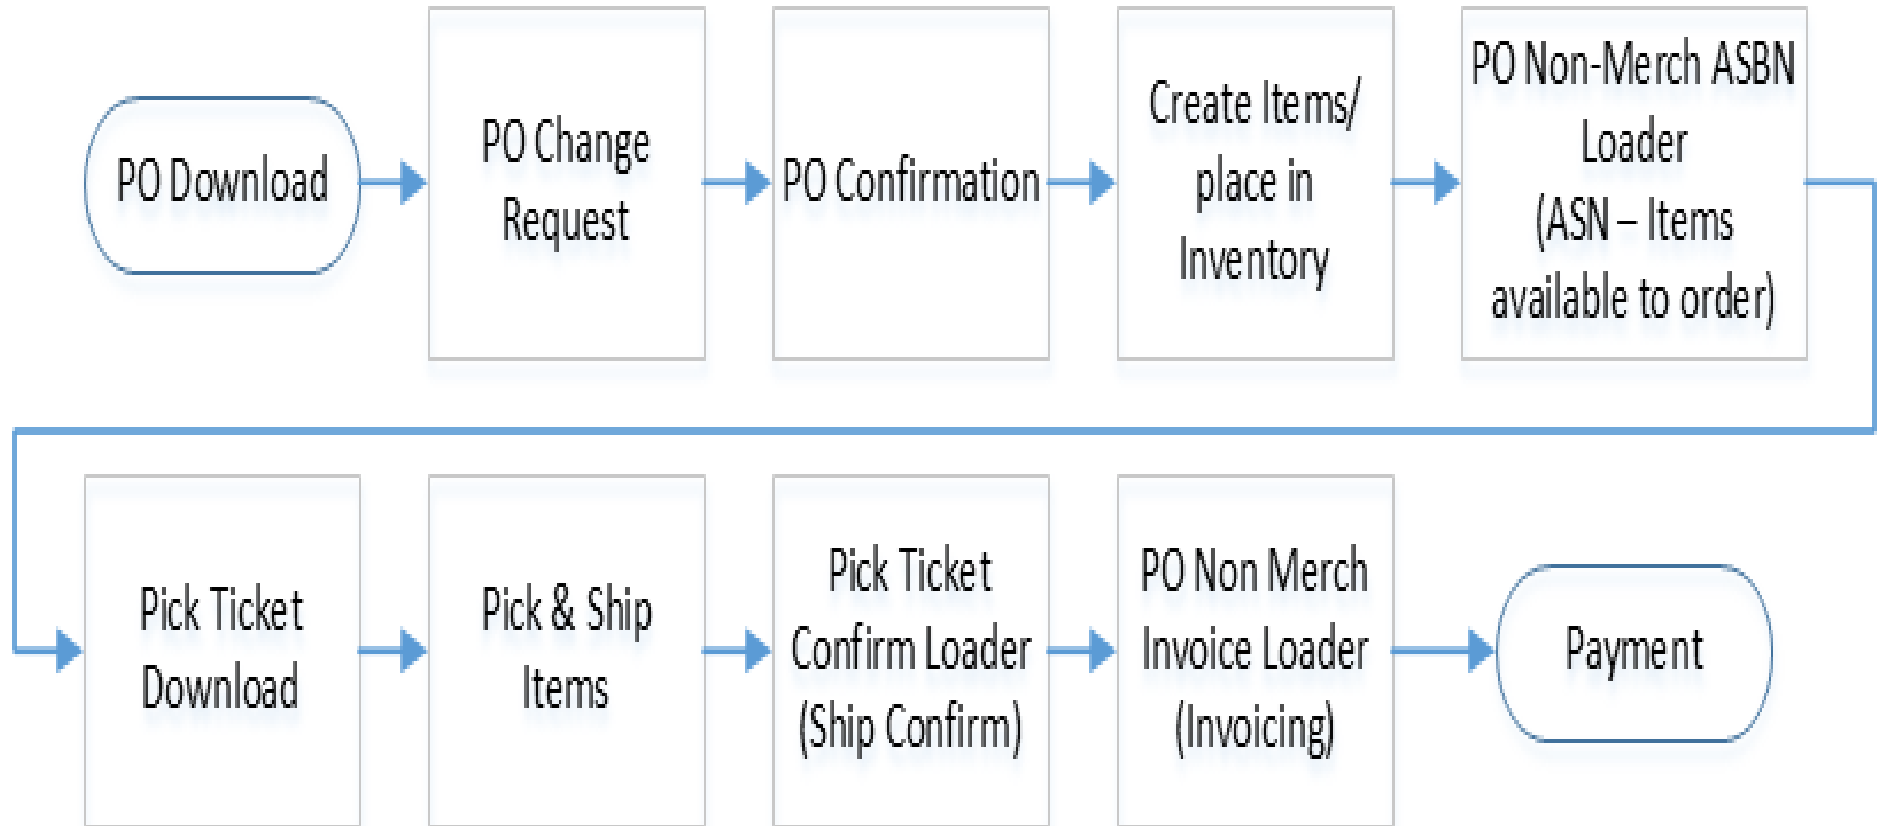 PO Download
PO Change
Request
PO Confirmation
Create Items/
place in
Inventory
PO Non-Merch ASBN
Loader
(ASN – Items
available to order)
Pick Ticket
Download
Pick & Ship
Items
Pick Ticket
Confirm Loader
(Ship Confirm)
PO Non Merch
Invoice Loader
(Invoicing)
Payment